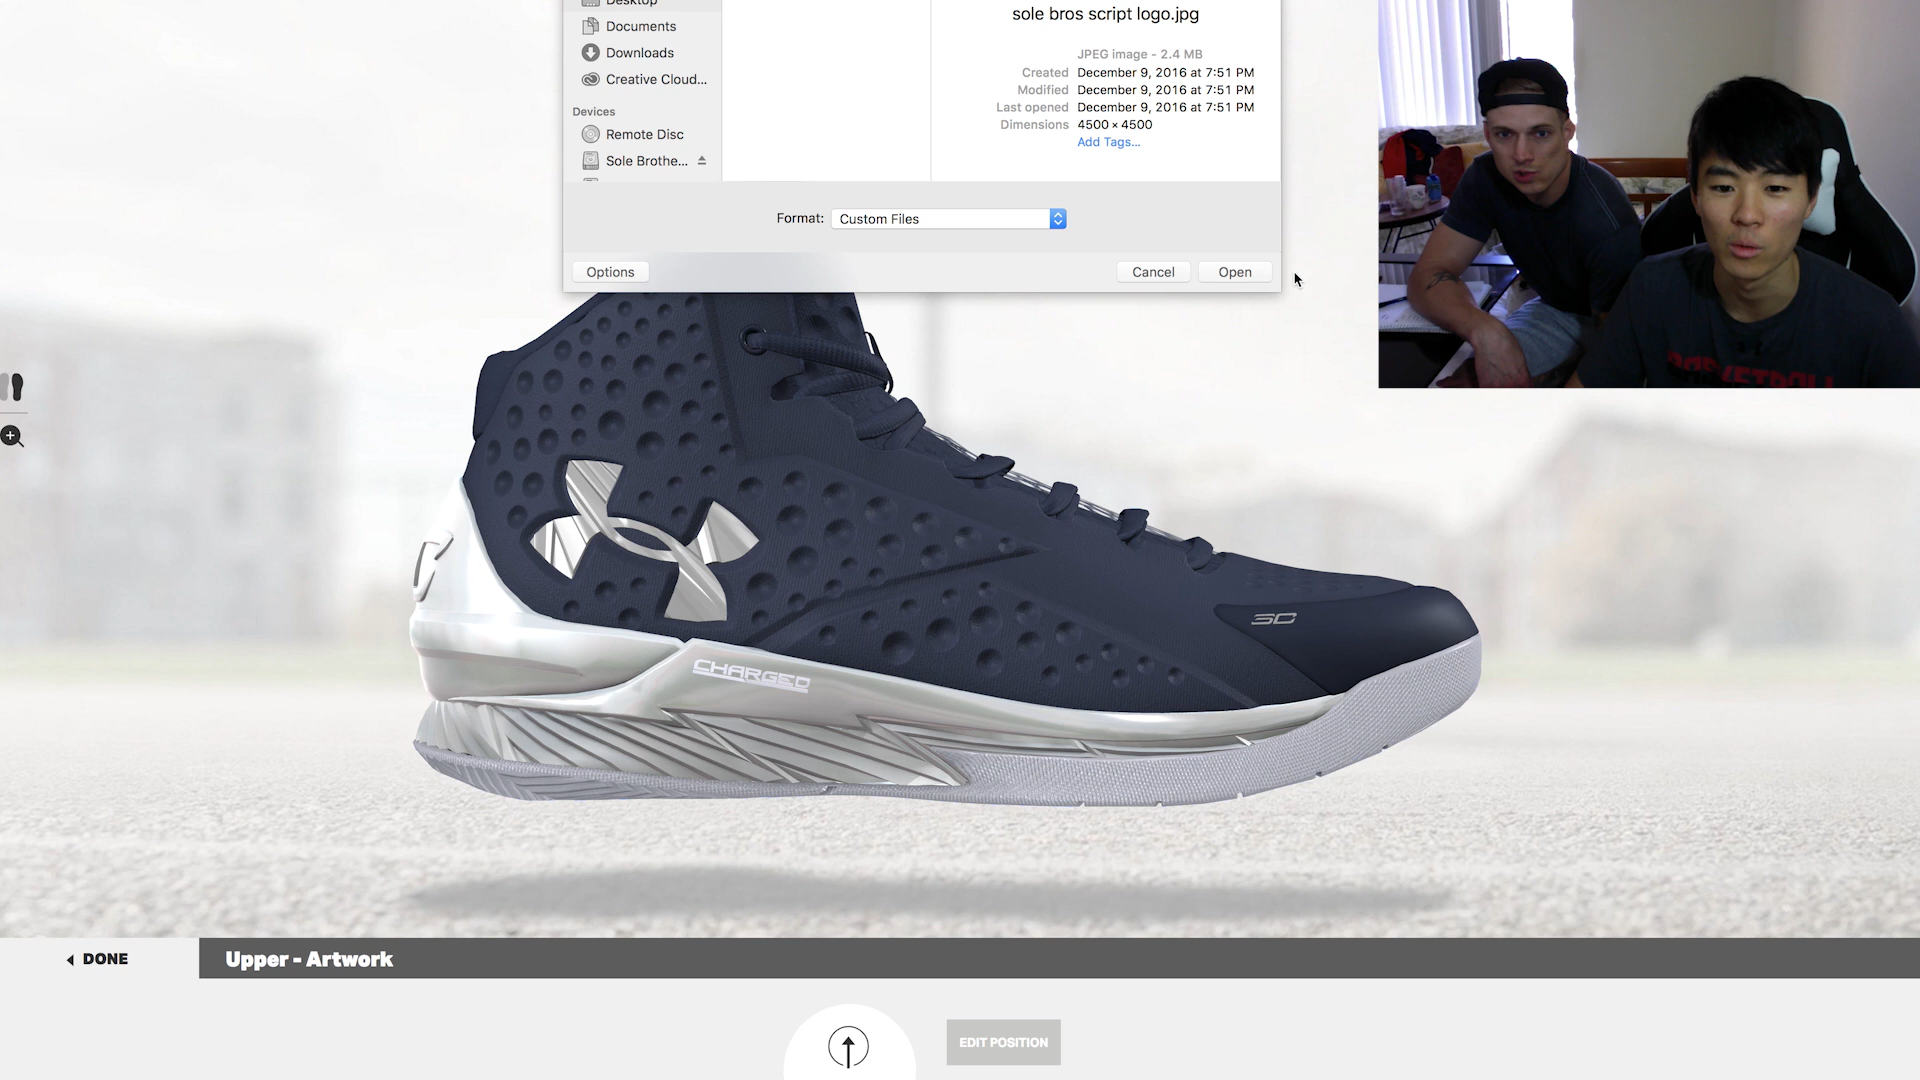 Desktop
sole bros script logo.jpg
Documents
Downloads
Creative Cloud...
JPEG image - 2.4 MB
Created December 9, 2016 at 7:51 PM
Modified December 9, 2016 at 7:51 PM
Last opened December 9, 2016 at 7:51 PM
Dimensions 4500 × 4500
Add Tags...
Devices
Remote Disc
Sole Brothe...
Format: Custom Files
Options
Cancel
Open
BASKETBALL
30
CHARGED
DONE
Upper - Artwork
EDIT POSITION